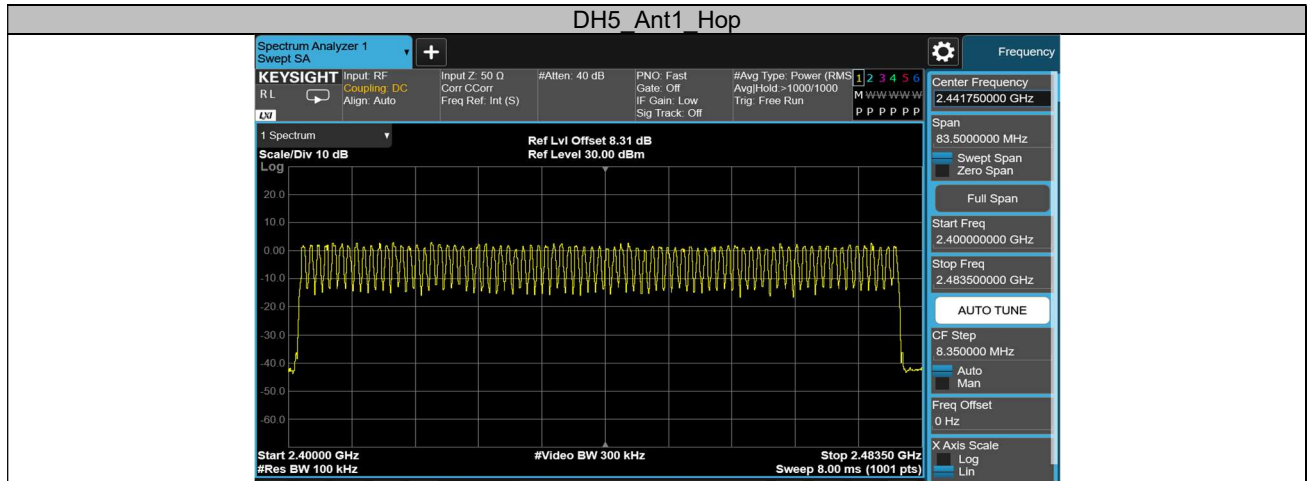 DH5_Ant1_Hop
Spectrum Analyzer 1
Swept SA
+
Frequency
KEYSIGHT
RL
LXI
Input: RF
Coupling: DC
Align: Auto
Input Z: 50 Ω
Corr CCorr
Freq Ref: Int (S)
#Atten: 40 dB
PNO: Fast
Gate: Off
IF Gain: Low
Sig Track: Off
#Avg Type: Power (RMS
Avg|Hold:>1000/1000
Trig: Free Run
1 2 3 4 5 6
M W W W W W
P P P P P P
1 Spectrum
Scale/Div 10 dB
Ref Lvl Offset 8.31 dB
Ref Level 30.00 dBm
Log
20.0
10.0
0.00
-10.0
-20.0
-30.0
-40.0
-50.0
-60.0
Start 2.40000 GHz
#Res BW 100 kHz
#Video BW 300 kHz
Stop 2.48350 GHz
Sweep 8.00 ms (1001 pts)
Center Frequency
2.441750000 GHz
Span
83.5000000 MHz
Swept Span
Zero Span
Full Span
Start Freq
2.400000000 GHz
Stop Freq
2.483500000 GHz
AUTO TUNE
CF Step
8.350000 MHz
Auto
Man
Freq Offset
0 Hz
X Axis Scale
Log
Lin